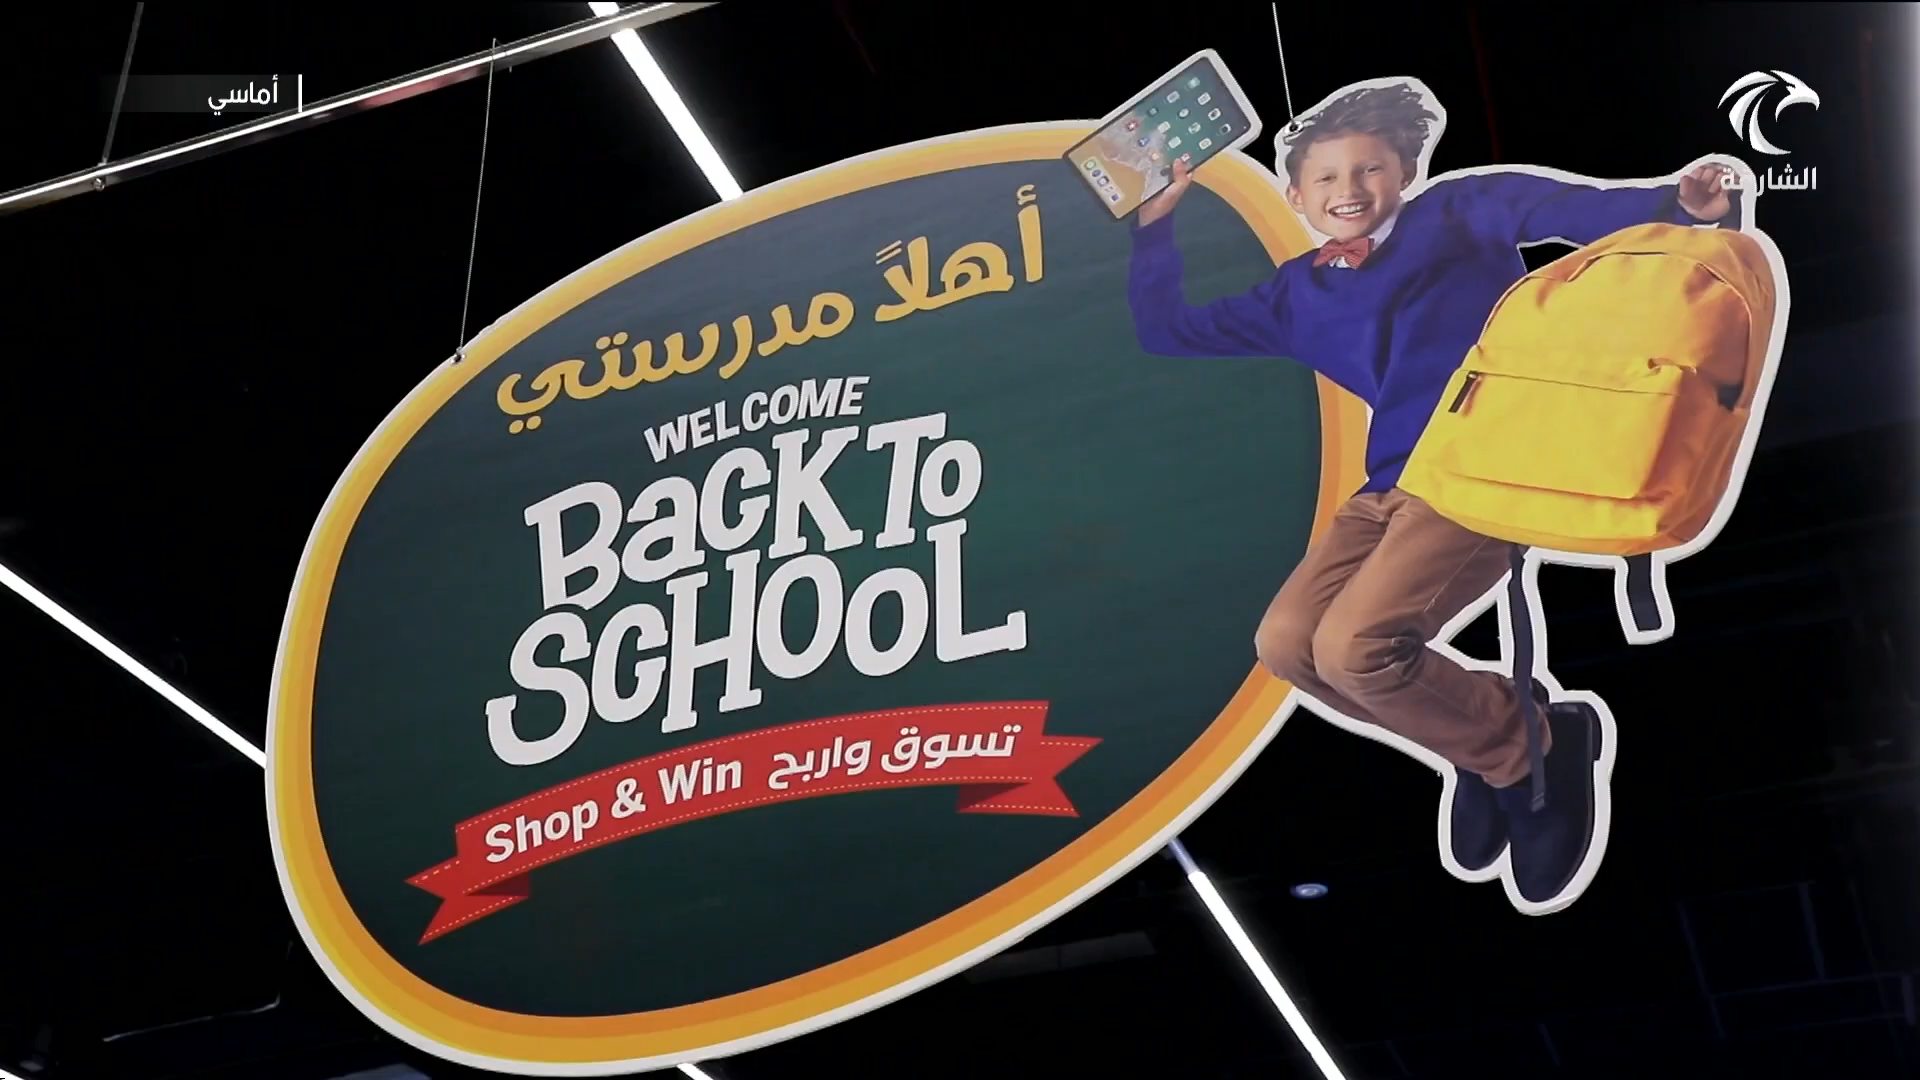 أماسي
الشارقة
أهلاً مدرستي
WELCOME
BACK TO
SCHOOL
Shop & Win تسوق واربح